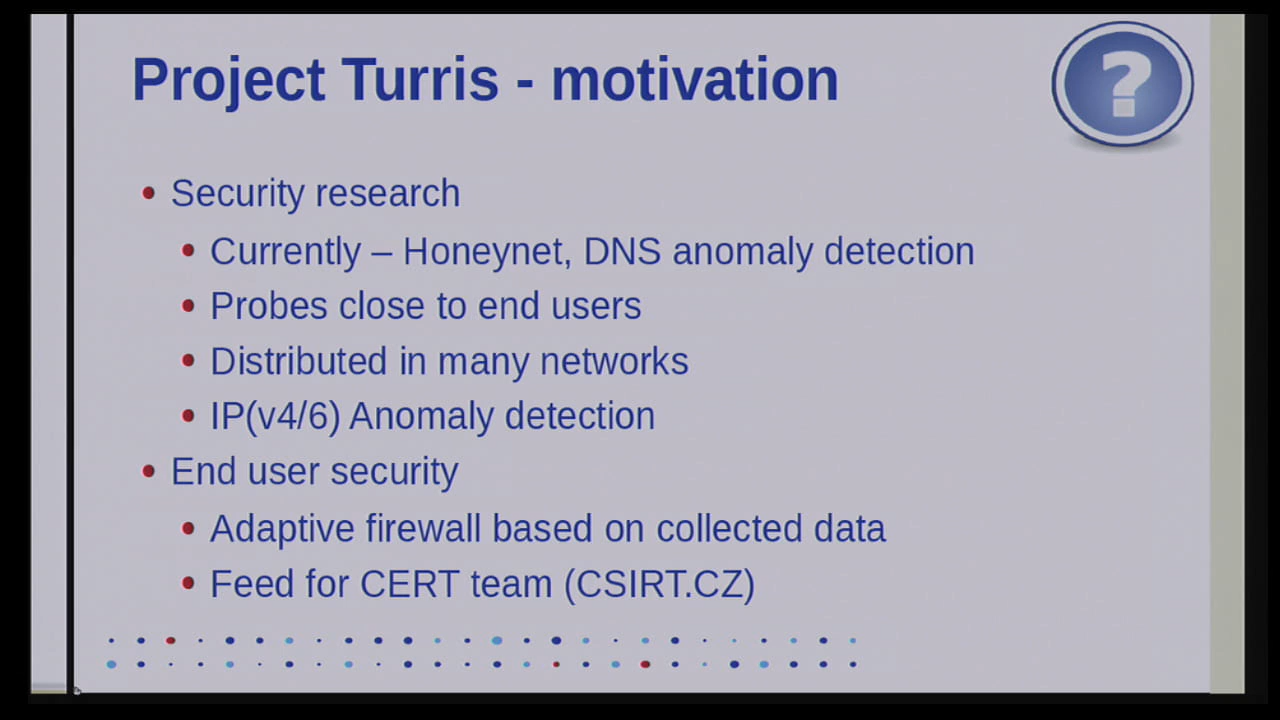 Project Turris - motivation
?
• Security research
• Currently – Honeynet, DNS anomaly detection
• Probes close to end users
• Distributed in many networks
• IP(v4/6) Anomaly detection
• End user security
• Adaptive firewall based on collected data
• Feed for CERT team (CSIRT.CZ)